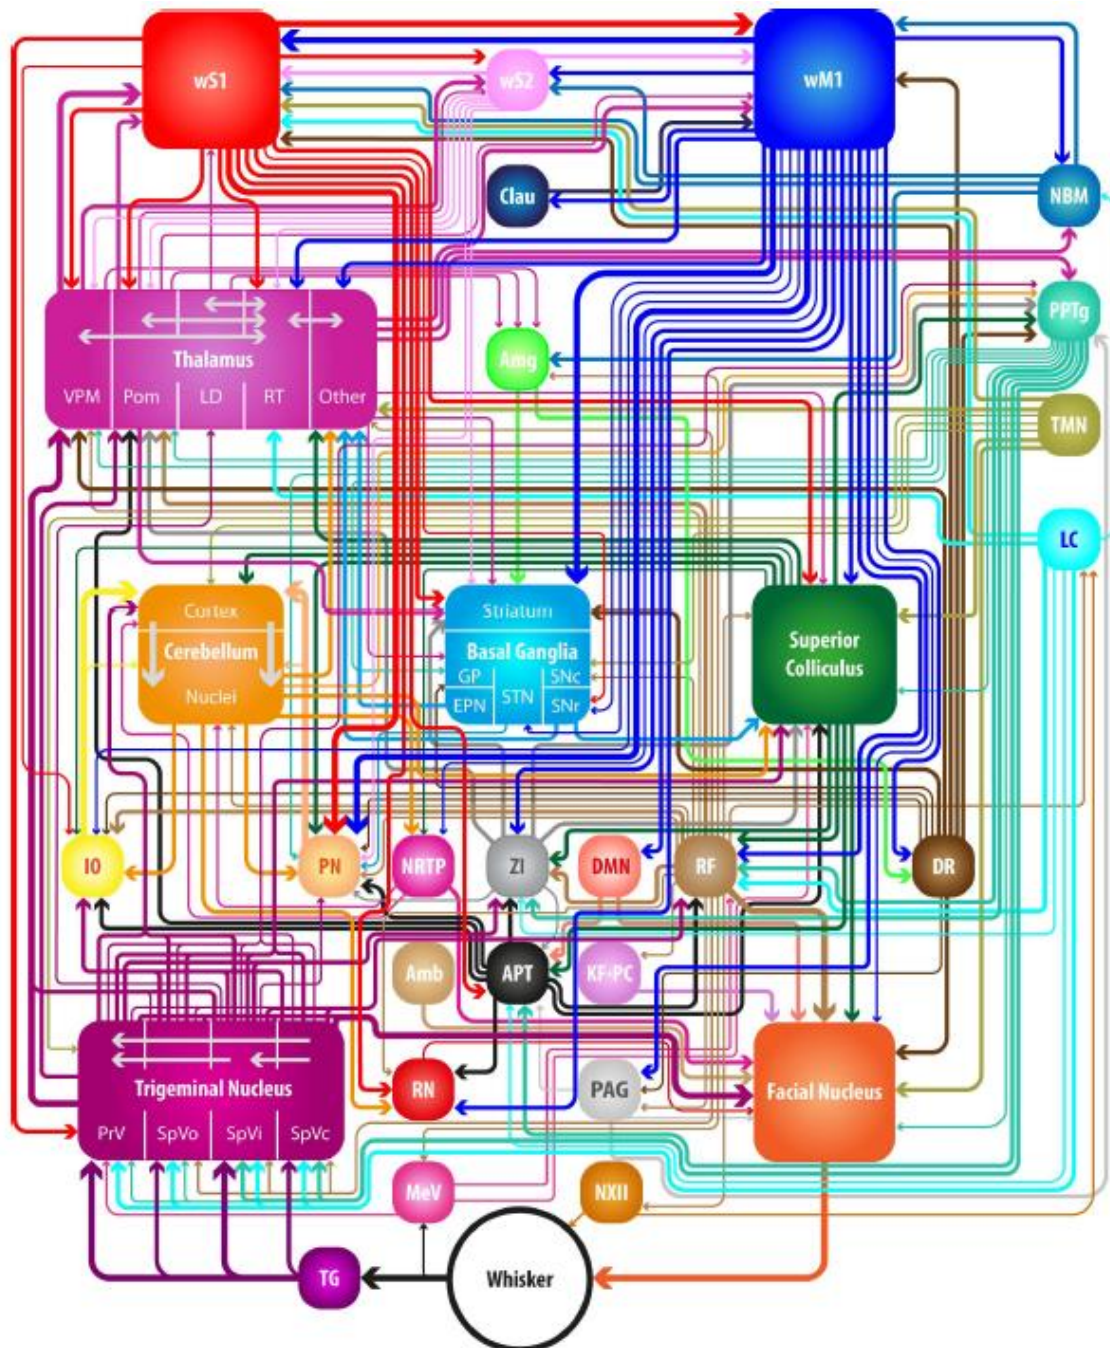 wS1
wS2
wM1
Clau
NBM
PPTg
Thalamus
VPM Pom LD RT Other
Amg
TMN
LC
Cortex
Cerebellum
Nuclei
Striatum
Basal Ganglia
GP
EPN
STN
SNc
SNr
Superior
Colliculus
IO
PN
NRTP
ZI
DMN
RF
DR
Amb
APT
KF-PC
Trigeminal Nucleus
PrV SpVo SpVi SpVc
RN
PAG
Facial Nucleus
MeV
NXII
TG
Whisker